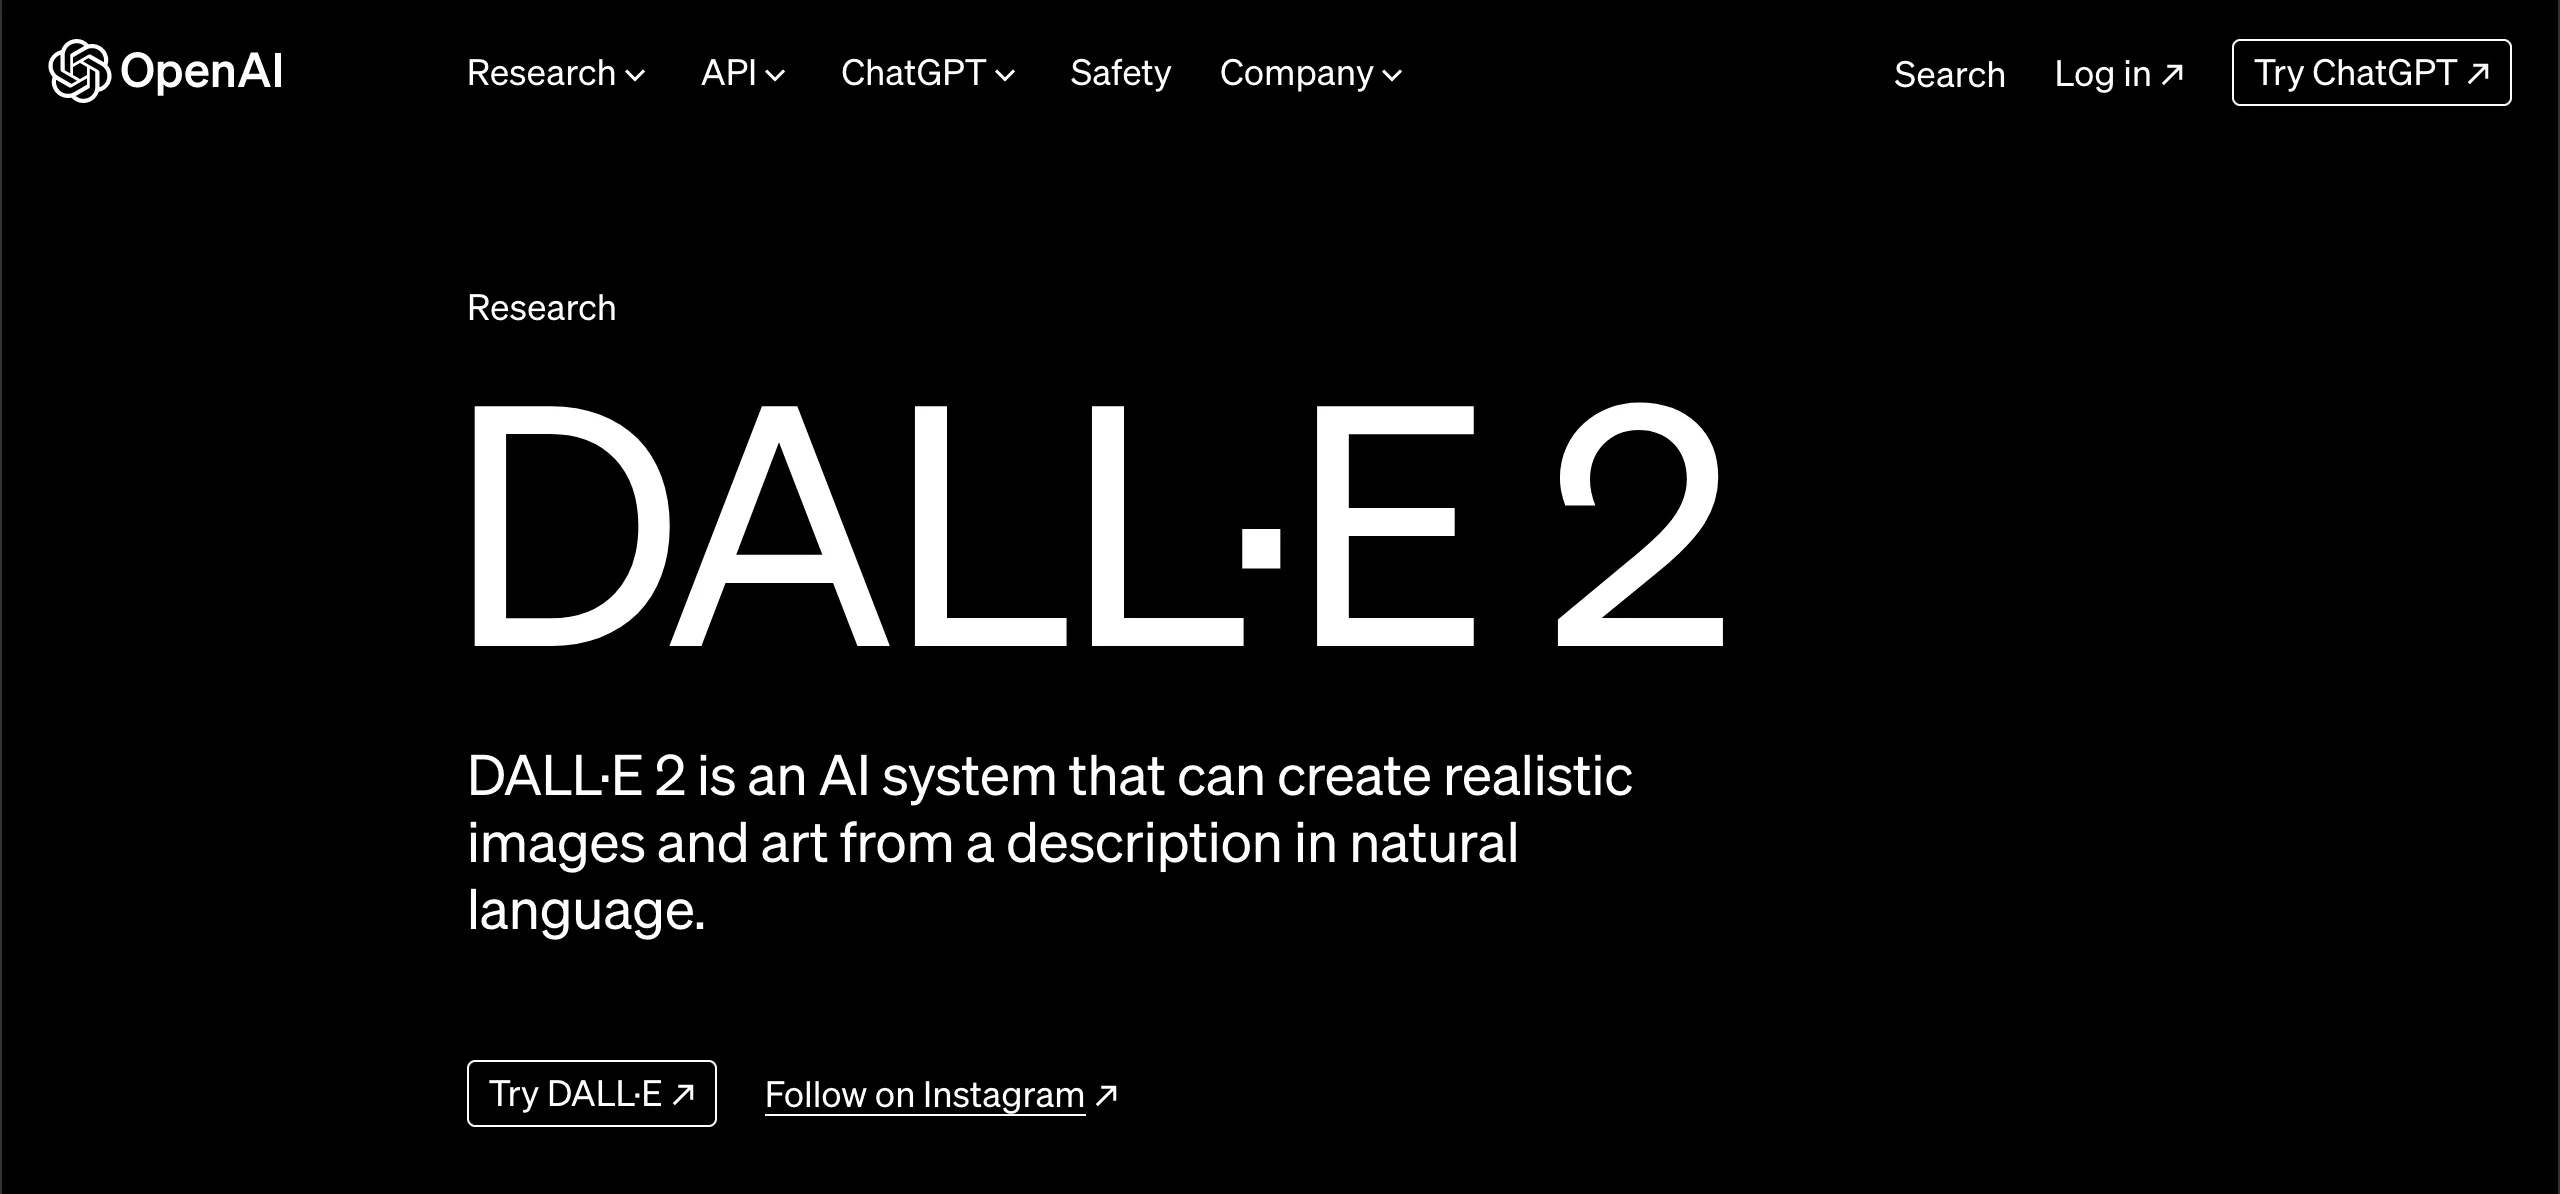 OpenAI
Research
API
ChatGPT
Safety
Company
Search
Log in
Try ChatGPT
Research
DALL·E 2
DALL·E 2 is an AI system that can create realistic
images and art from a description in natural
language.
Try DALL·E
Follow on Instagram